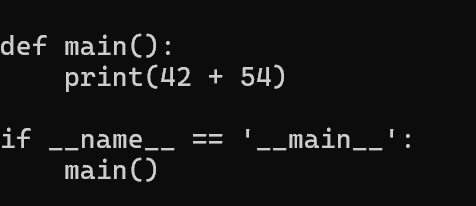 def main():
    print(42 + 54)
if __name__ == '__main__':
    main()